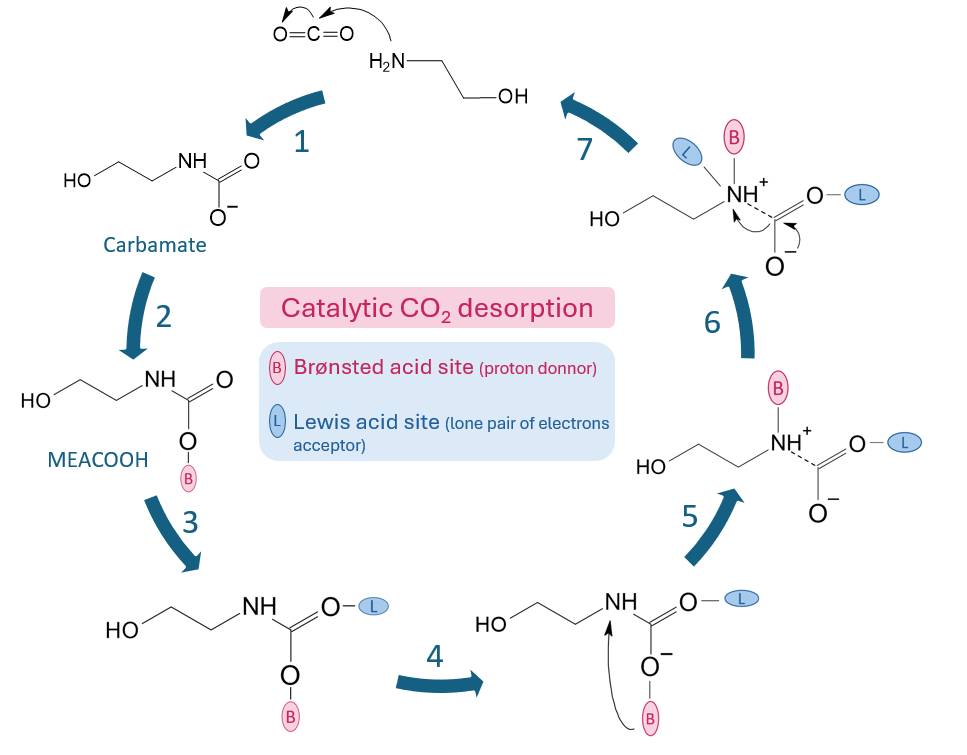 O=C=O
H₂N
OH
1
7
B
L
NH+
O
L
HO
O−
NH
O
HO
O−
Carbamate
2
Catalytic CO₂ desorption
6
B Brønsted acid site (proton donnor)
L Lewis acid site (lone pair of electrons
acceptor)
NH
O
HO
O
B
MEACOOH
B
NH+
O
L
HO
O−
3
5
NH
O
L
HO
O
B
4
NH
O
L
HO
O−
B